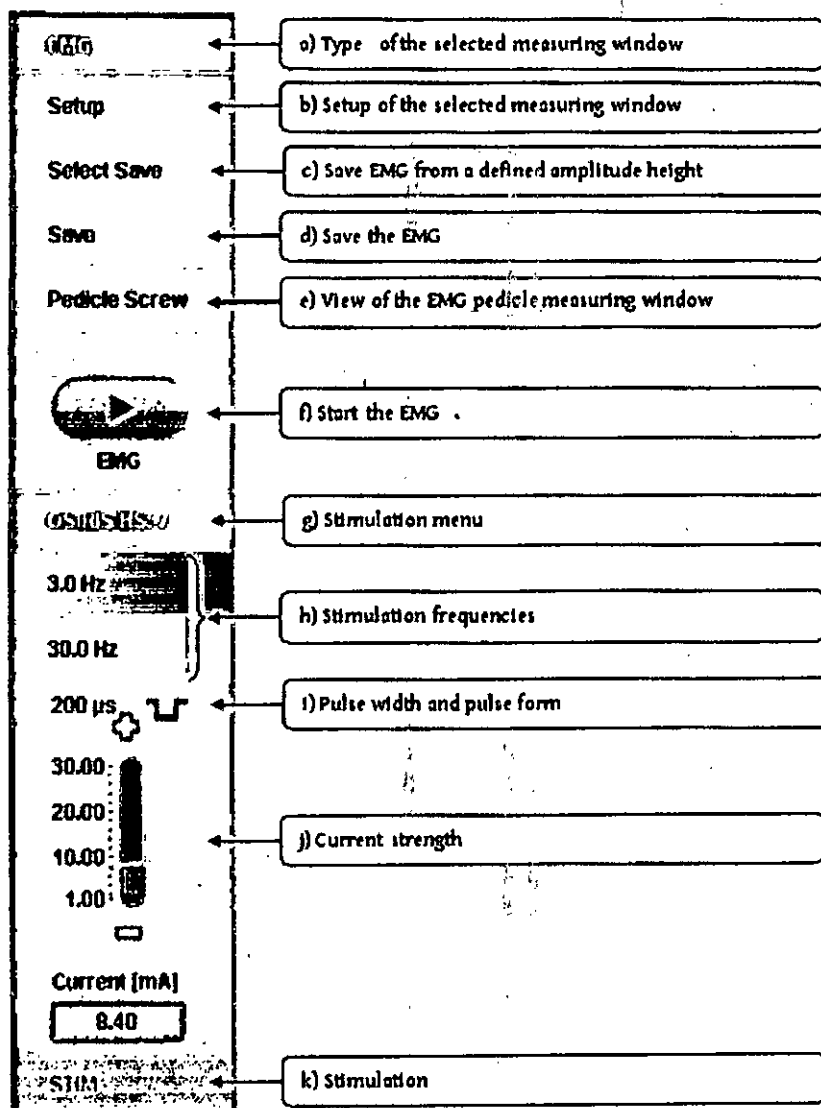 EMG
a) Type of the selected measuring window
Setup
b) Setup of the selected measuring window
Select Save
c) Save EMG from a defined amplitude height
Save
d) Save the EMG
Pedicle Screw
e) View of the EMG pedicle measuring window
f) Start the EMG
EMG
g) Stimulation menu
3.0 Hz
h) Stimulation frequencies
30.0 Hz
200 µs
i) Pulse width and pulse form
30.00
20.00
10.00
j) Current strength
1.00
Current [mA]
8.40
STIM
k) Stimulation